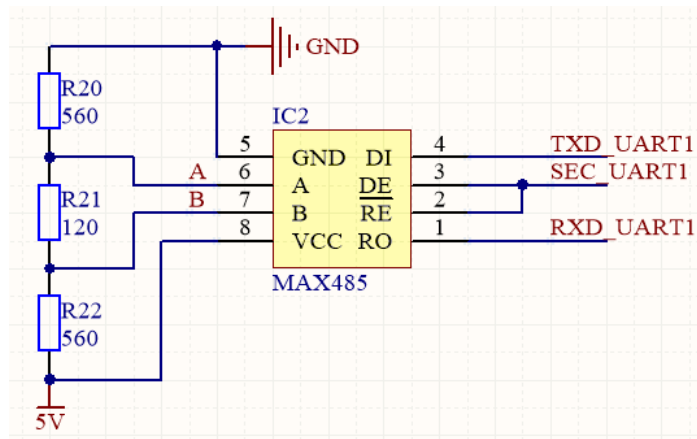 GND
R20
560
IC2
5
GND
DI
4
TXD_UART1
A
6
A
DE
3
SEC_UART1
R21
120
B
7
B
RE
2
8
VCC
RO
1
RXD_UART1
MAX485
R22
560
5V